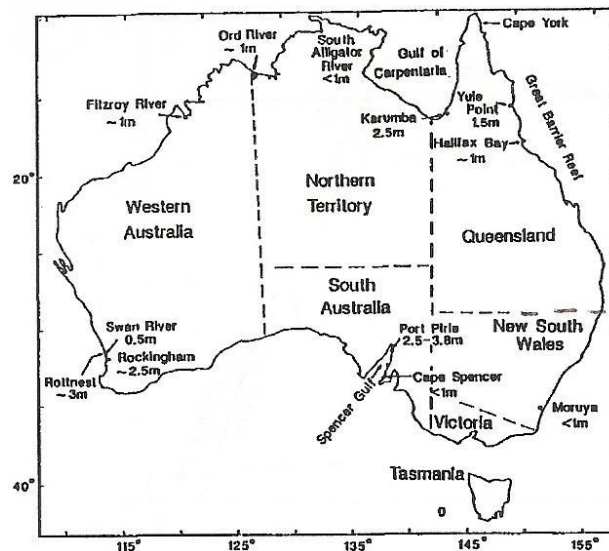 Cape York
Ord River
~ 1m
South
Alligator
River
<1m
Gulf of
Carpentaria
Great Barrier Reef
Fitzroy River
~ 1m
Karumba
2.5m
Yule
Point
1.5m
Halifax Bay
~ 1m
20°
Western
Australia
Northern
Territory
Queensland
South
Australia
Swan River
0.5m
Rockingham
~ 2.5m
Rottnest
~ 3m
Port Pirie
2.5-3.8m
New South
Wales
Spencer Gulf
Cape Spencer
<1m
Moruya
<1m
Victoria
Tasmania
0
40°
115° 125° 135° 145° 155°